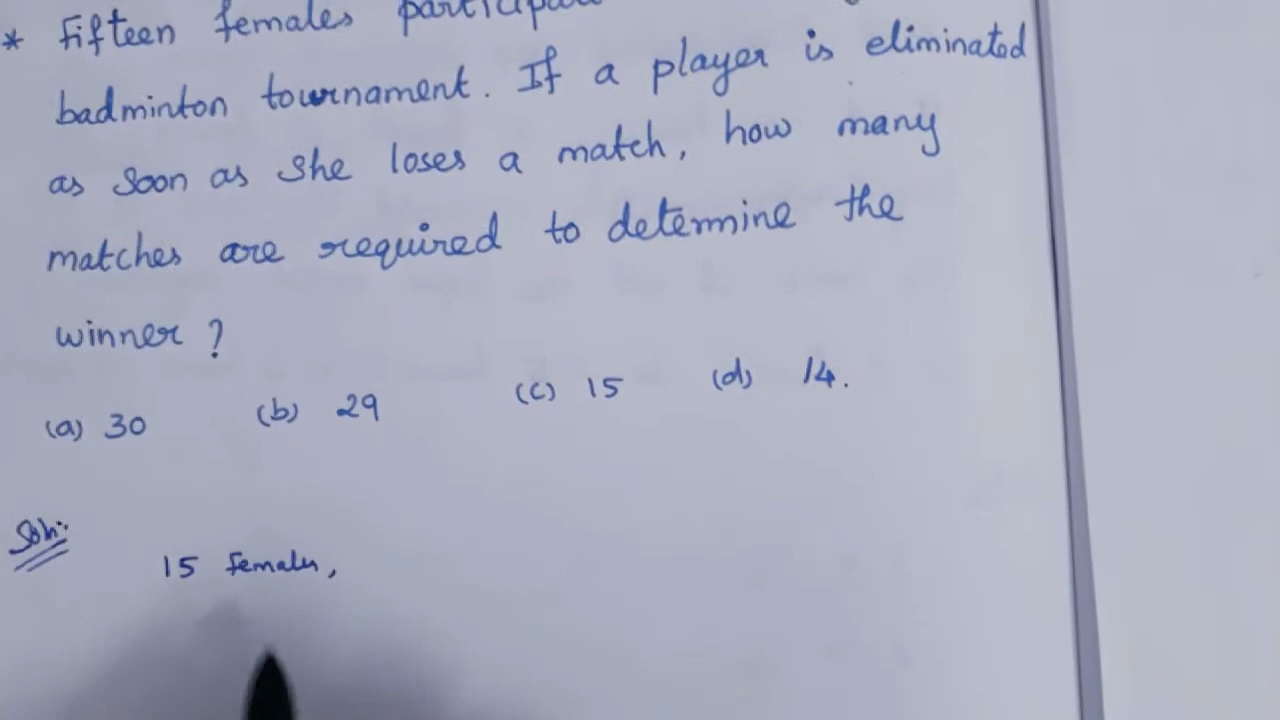 * Fifteen females
badminton tournament. If a player is eliminated
as soon as she loses a match, how many
matches are required to determine the
winner ?
(a) 30 (b) 29 (c) 15 (d) 14.
Soln:
15 Females,